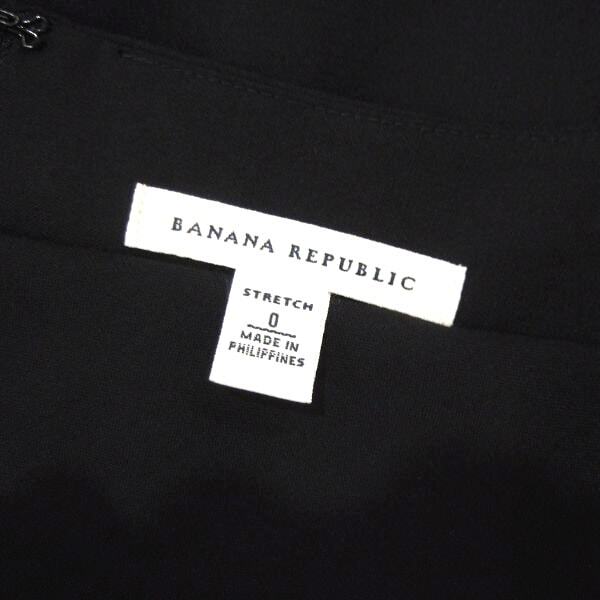 BANANA REPUBLIC
STRETCH
0
MADE IN
PHILIPPINES